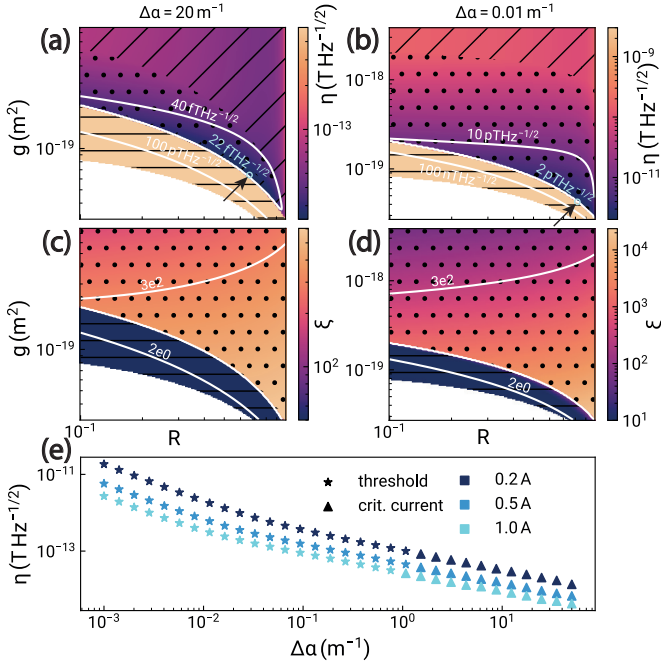 Δα = 20 m⁻¹
Δα = 0.01 m⁻¹
(a)
g (m²)
10⁻¹⁹
40 fTHz⁻¹/²
22 fTHz⁻¹/²
100 pTHz⁻¹/²
10⁻¹³
η (THz⁻¹/²)
(b)
10⁻¹⁸
10⁻¹⁹
10 pTHz⁻¹/²
2 pTHz⁻¹/²
100 nTHz⁻¹/²
10⁻⁹
10⁻¹¹
η (THz⁻¹/²)
(c)
g (m²)
10⁻¹⁹
3e2
2e0
10²
ξ
10⁻¹
R
(d)
10⁻¹⁸
10⁻¹⁹
3e2
2e0
10⁴
10³
10²
10¹
ξ
10⁻¹
R
(e)
η (THz⁻¹/²)
10⁻¹¹
10⁻¹³
threshold
crit. current
0.2 A
0.5 A
1.0 A
10⁻³
10⁻²
10⁻¹
10⁰
10¹
Δα (m⁻¹)